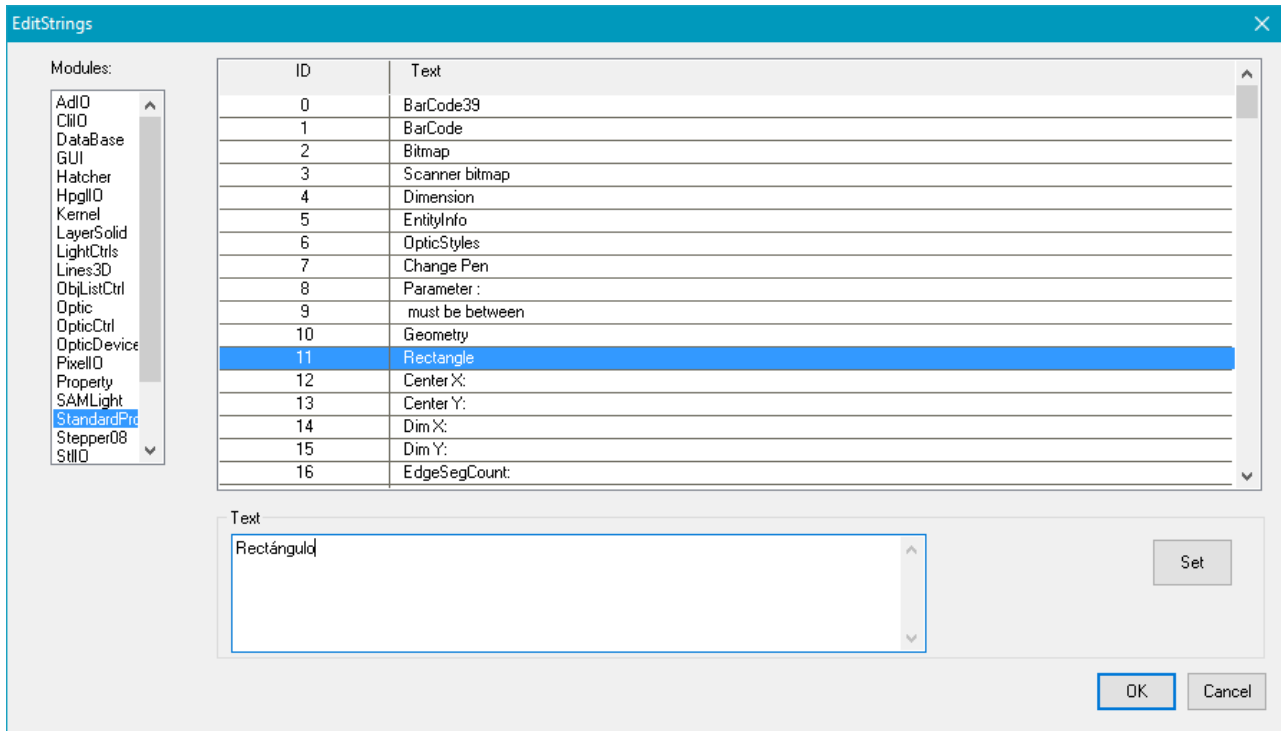 EditStrings
Modules:
AdIO
CliIO
DataBase
GUI
Hatcher
HpglIO
Kernel
LayerSolid
LightCtrls
Lines3D
ObjListCtrl
Optic
OpticCtrl
OpticDevice
PixelIO
Property
SAMLight
StandardPro
Stepper08
StlIO
ID Text
0 BarCode39
1 BarCode
2 Bitmap
3 Scanner bitmap
4 Dimension
5 EntityInfo
6 OpticStyles
7 Change Pen
8 Parameter :
9 must be between
10 Geometry
11 Rectangle
12 Center X:
13 Center Y:
14 Dim X:
15 Dim Y:
16 EdgeSegCount:
Text
Rectángulo
Set
OK Cancel